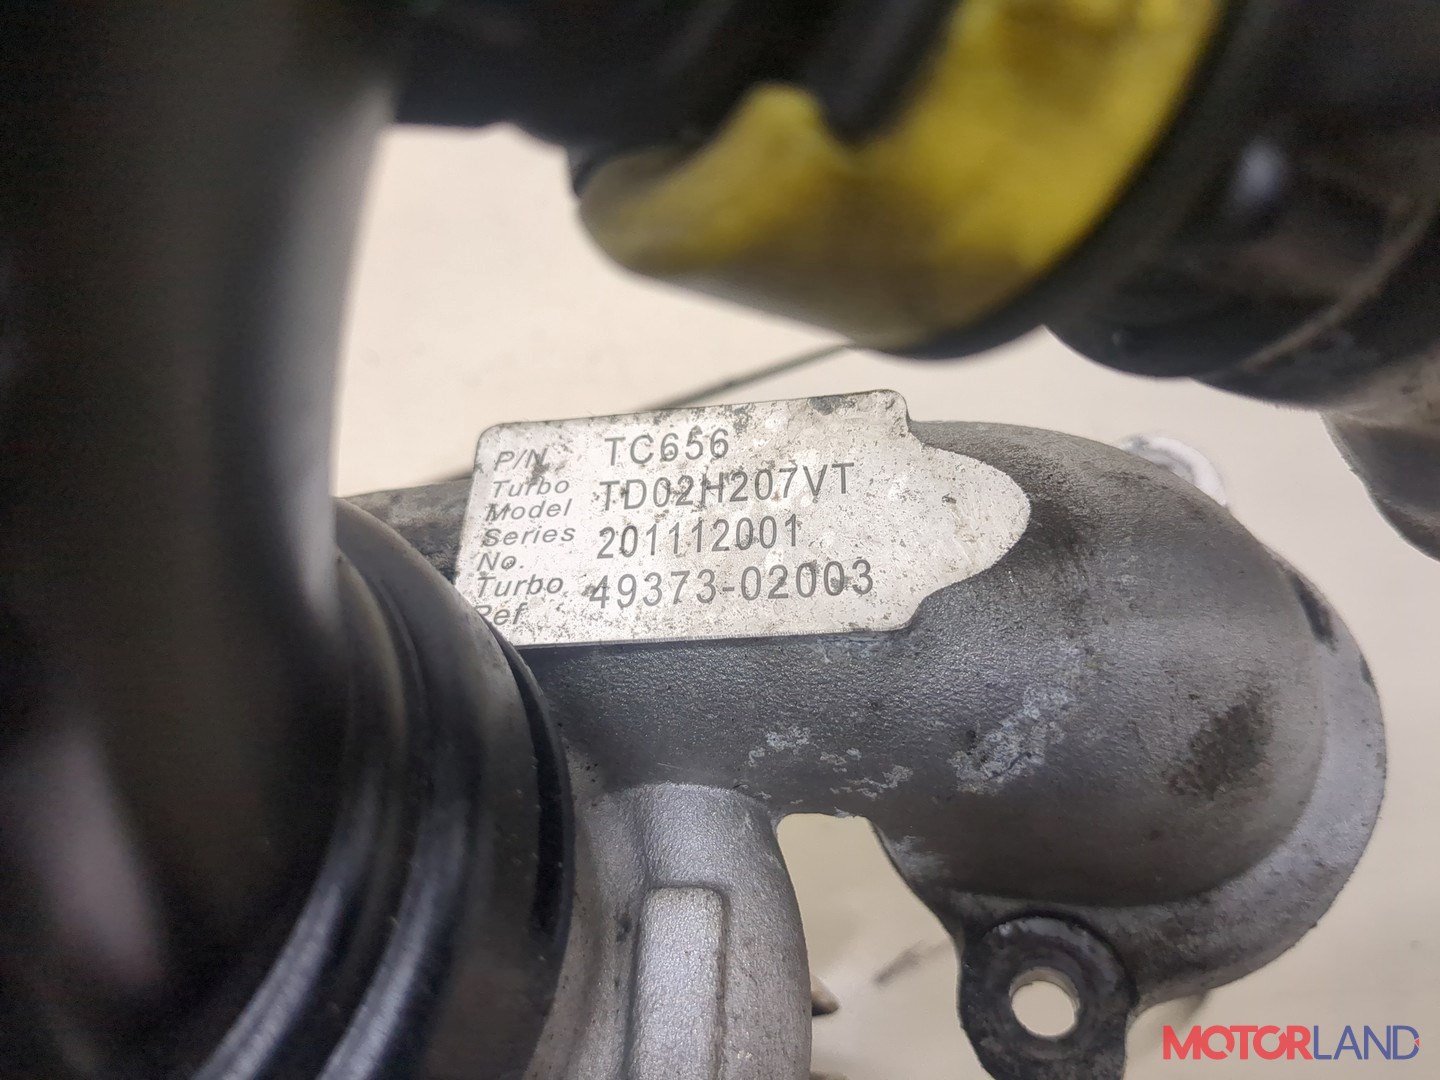 P/N TC656
Turbo Model TD02H207VT
Series No. 201112001
Turbo Ref 49373-02003
MOTORLAND